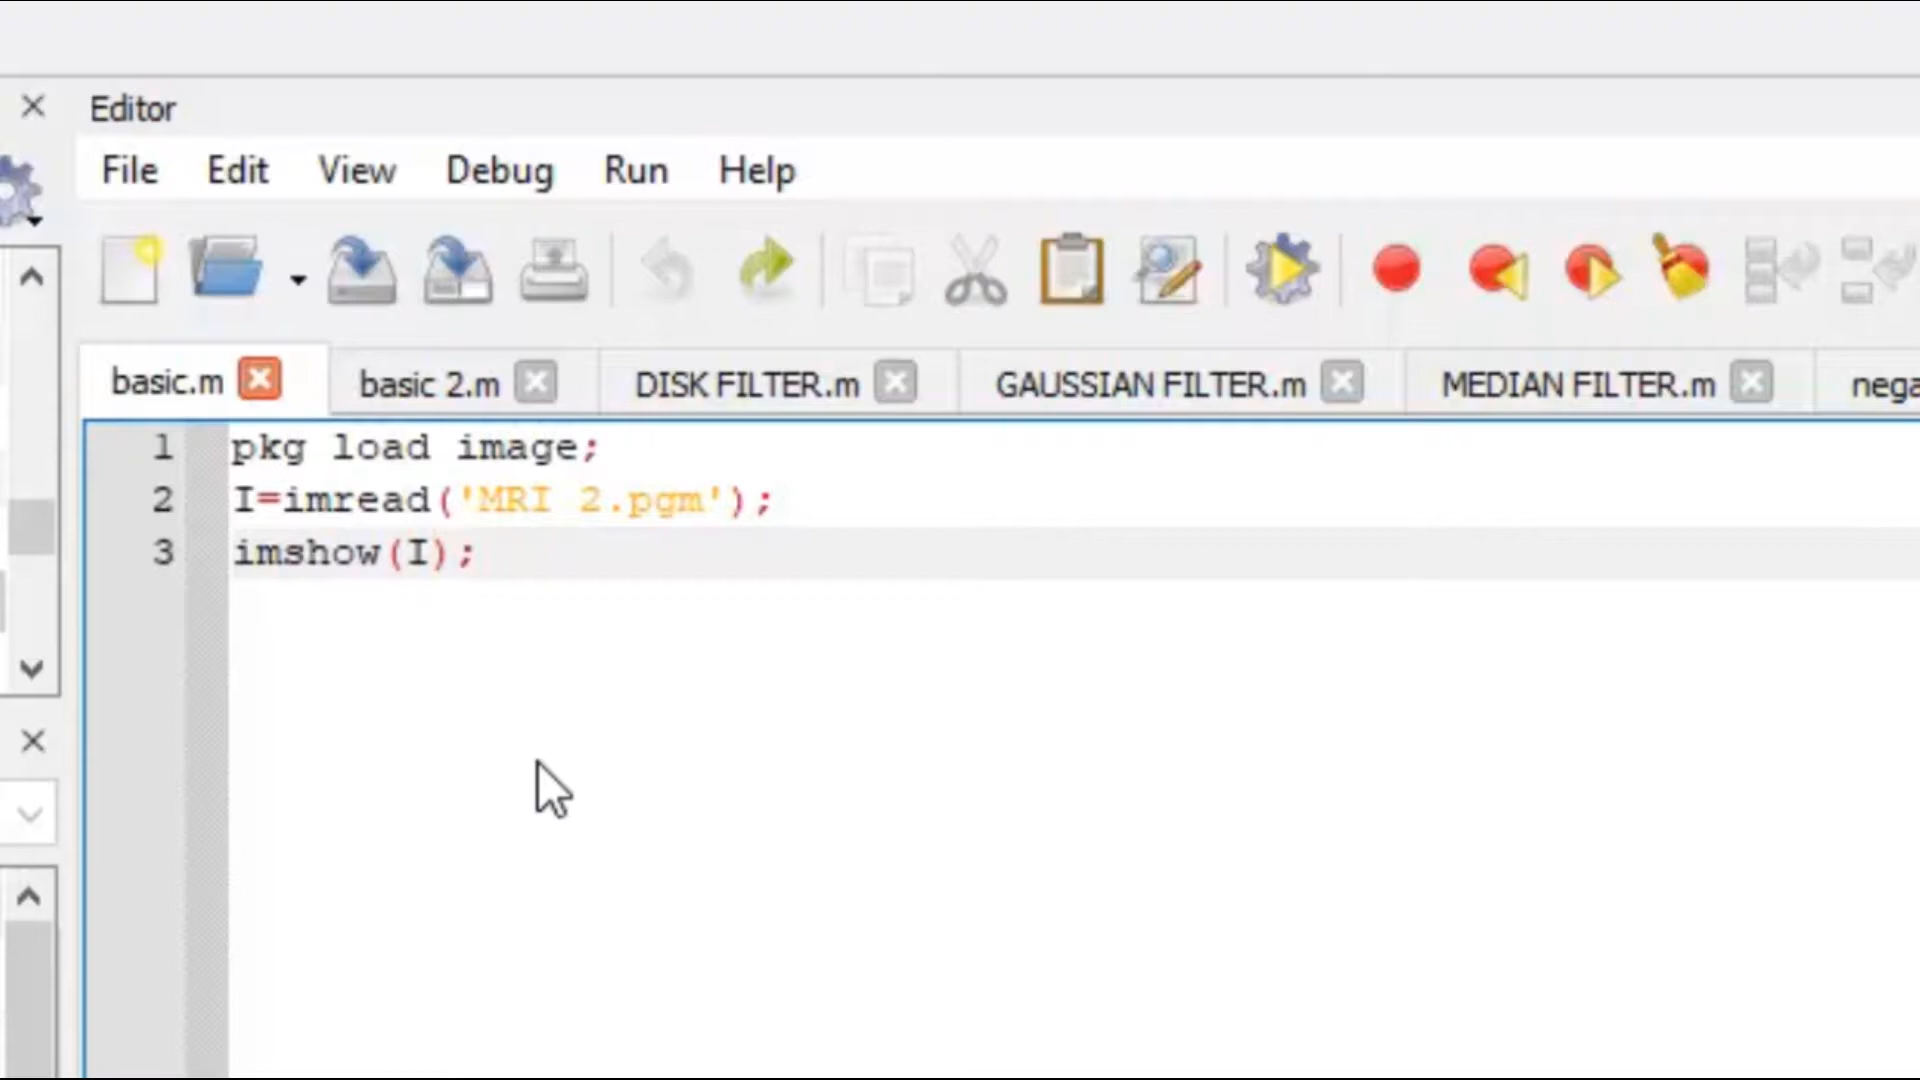 Editor
File Edit View Debug Run Help
basic.m basic 2.m DISK FILTER.m GAUSSIAN FILTER.m MEDIAN FILTER.m nega
1 pkg load image;
2 I=imread('MRI 2.pgm');
3 imshow(I);